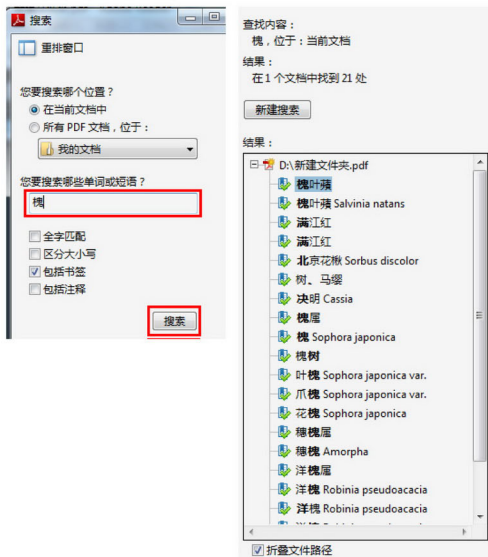 搜索
重排窗口
您要搜索哪个位置？
在当前文档中
所有 PDF 文档，位于：
我的文档
您要搜索哪些单词或短语？
槐
全字匹配
区分大小写
包括书签
包括注释
搜索
查找内容：
槐，位于：当前文档
结果：
在1 个文档中找到 21 处
新建搜索
结果：
D:\新建文件夹.pdf
槐叶蘋
槐叶蘋 Salvinia natans
满江红
满江红
北京花楸 Sorbus discolor
树、马缨
决明 Cassia
槐属
槐 Sophora japonica
槐树
叶槐 Sophora japonica var.
爪槐 Sophora japonica var.
花槐 Sophora japonica
穗槐属
穗槐 Amorpha
洋槐属
洋槐 Robinia pseudoacacia
洋槐 Robinia pseudoacacia
折叠文件路径